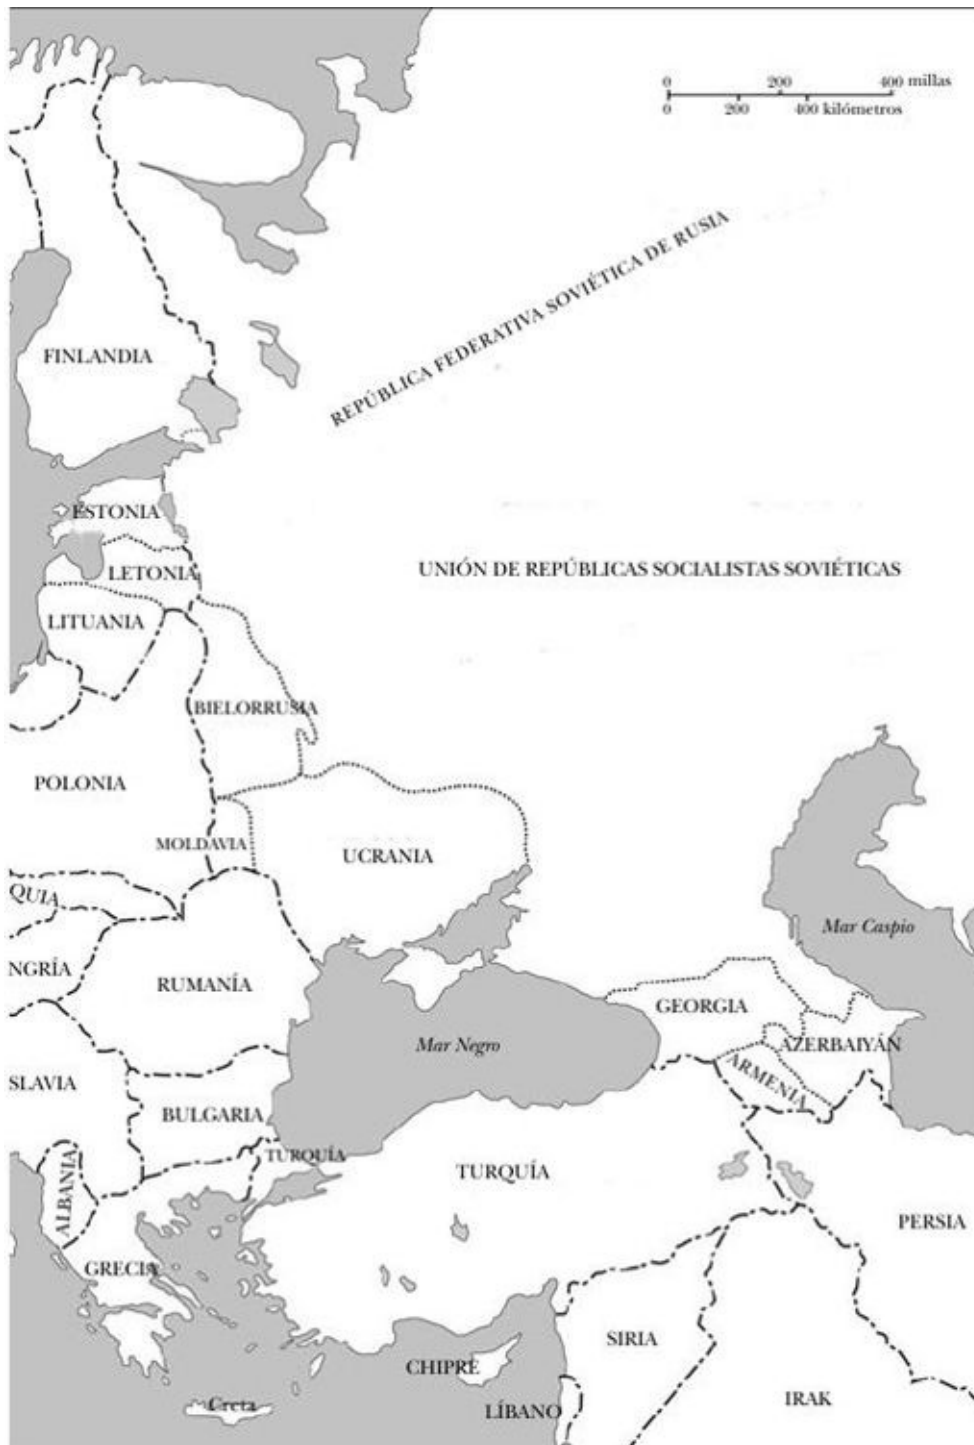 0 200 400 millas
0 200 400 kilómetros
REPÚBLICA FEDERATIVA SOVIÉTICA DE RUSIA
FINLANDIA
ESTONIA
UNIÓN DE REPÚBLICAS SOCIALISTAS SOVIÉTICAS
LETONIA
LITUANIA
BIELORRUSIA
POLONIA
MOLDAVIA
UCRANIA
QUIA
Mar Caspio
NGRÍA
RUMANÍA
GEORGIA
Mar Negro
AZERBAIYÁN
SLAVIA
ARMENIA
BULGARIA
TURQUÍA
TURQUÍA
ALBANIA
PERSIA
GRECIA
SIRIA
CHIPRE
IRAK
Creta
LÍBANO